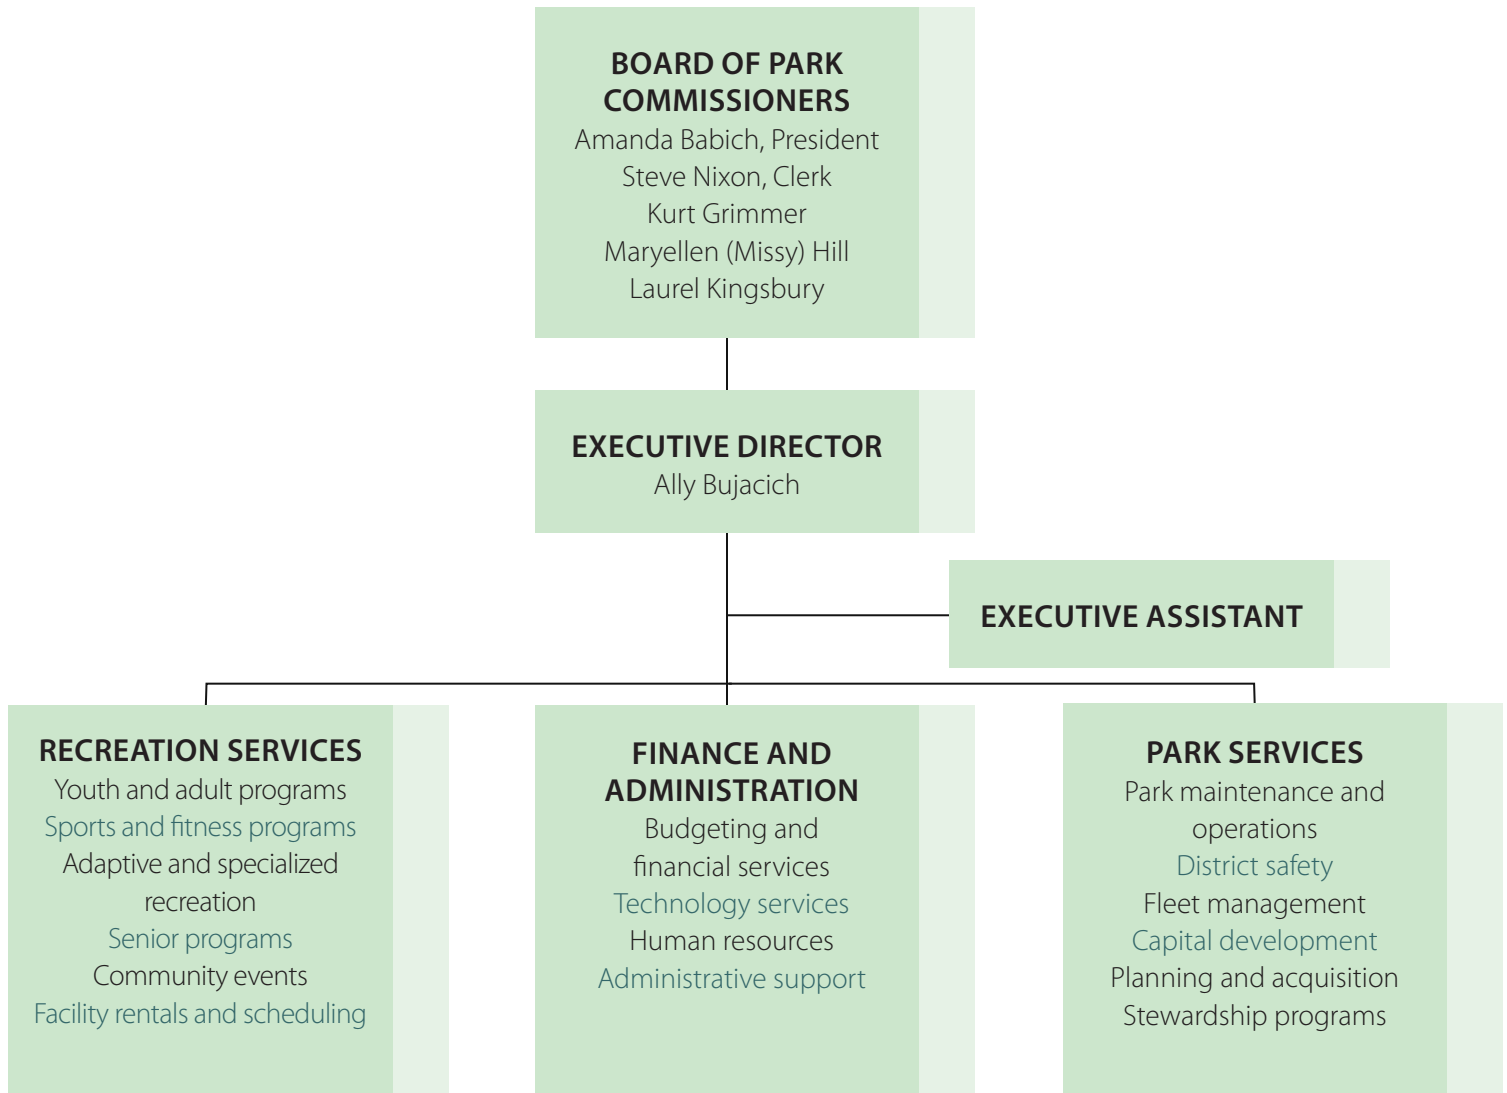 BOARD OF PARK
COMMISSIONERS
Amanda Babich, President
Steve Nixon, Clerk
Kurt Grimmer
Maryellen (Missy) Hill
Laurel Kingsbury
EXECUTIVE DIRECTOR
Ally Bujacich
EXECUTIVE ASSISTANT
RECREATION SERVICES
Youth and adult programs
Sports and fitness programs
Adaptive and specialized
recreation
Senior programs
Community events
Facility rentals and scheduling
FINANCE AND
ADMINISTRATION
Budgeting and
financial services
Technology services
Human resources
Administrative support
PARK SERVICES
Park maintenance and
operations
District safety
Fleet management
Capital development
Planning and acquisition
Stewardship programs